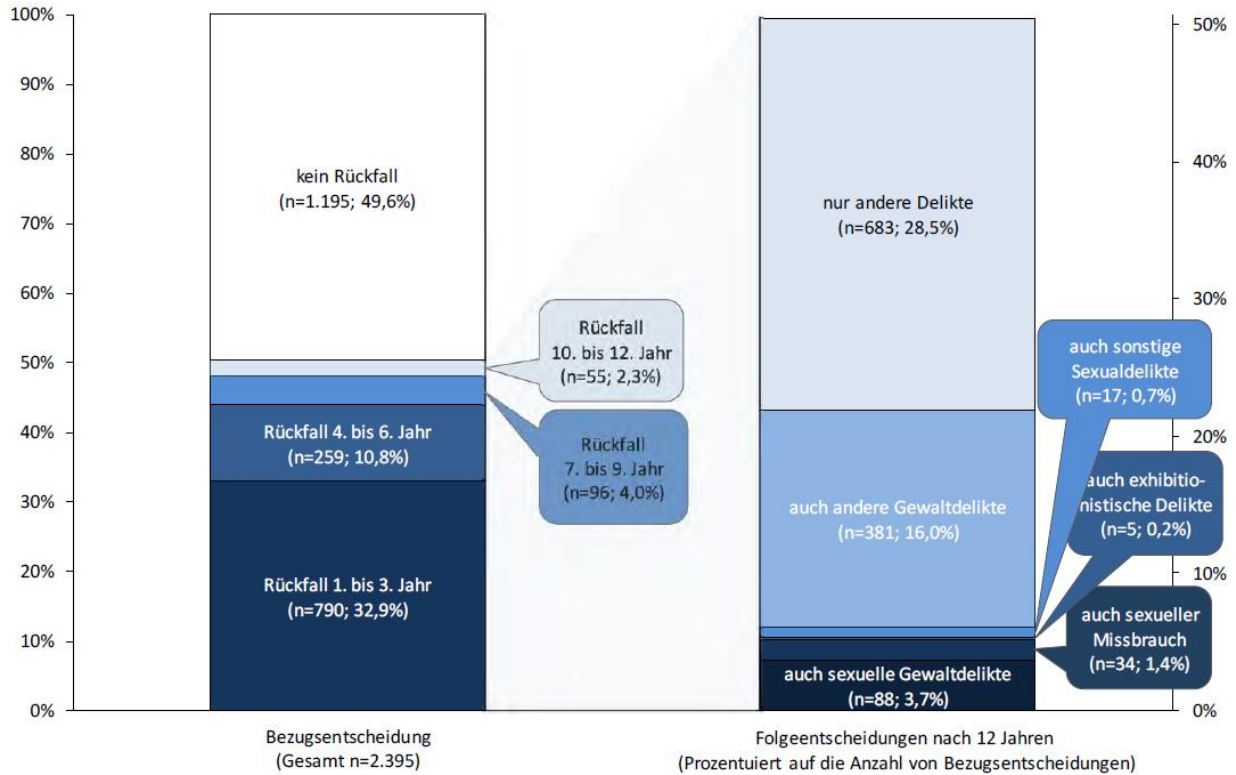 100%
90%
80%
70%
60%
50%
40%
30%
20%
10%
0%
kein Rückfall
(n=1.195; 49,6%)
Rückfall
10. bis 12. Jahr
(n=55; 2,3%)
Rückfall
7. bis 9. Jahr
(n=96; 4,0%)
Rückfall 4. bis 6. Jahr
(n=259; 10,8%)
Rückfall 1. bis 3. Jahr
(n=790; 32,9%)
Bezugsentscheidung
(Gesamt n=2.395)
nur andere Delikte
(n=683; 28,5%)
auch andere Gewaltdelikte
(n=381; 16,0%)
auch sexuelle Gewaltdelikte
(n=88; 3,7%)
auch sonstige
Sexualdelikte
(n=17; 0,7%)
auch exhibitio-
nistische Delikte
(n=5; 0,2%)
auch sexueller
Missbrauch
(n=34; 1,4%)
50%
40%
30%
20%
10%
0%
Folgeentscheidungen nach 12 Jahren
(Prozentuiert auf die Anzahl von Bezugsentscheidungen)